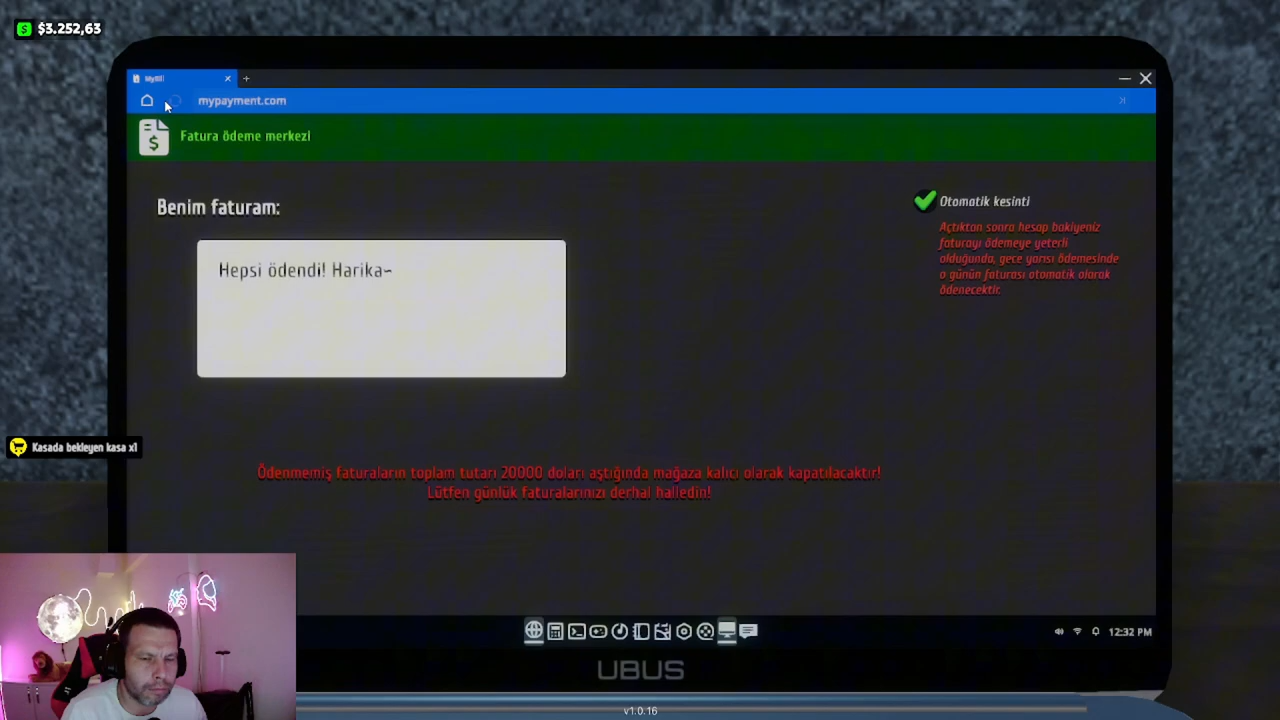 $3.252,63
MyBill
mypayment.com
Fatura ödeme merkezi
Benim faturam:
Hepsi ödendi! Harika~
Otomatik kesinti
Açtıktan sonra hesap bakiyeniz
faturayı ödemeye yeterli
olduğunda, gece yarısı ödemesinde
o günün faturası otomatik olarak
ödenecektir.
Kasada bekleyen kasa x1
Ödenmemiş faturaların toplam tutarı 20000 doları aştığında mağaza kalıcı olarak kapatılacaktır!
Lütfen günlük faturalarınızı derhal halledin!
12:32 PM
UBUS
v1.0.16